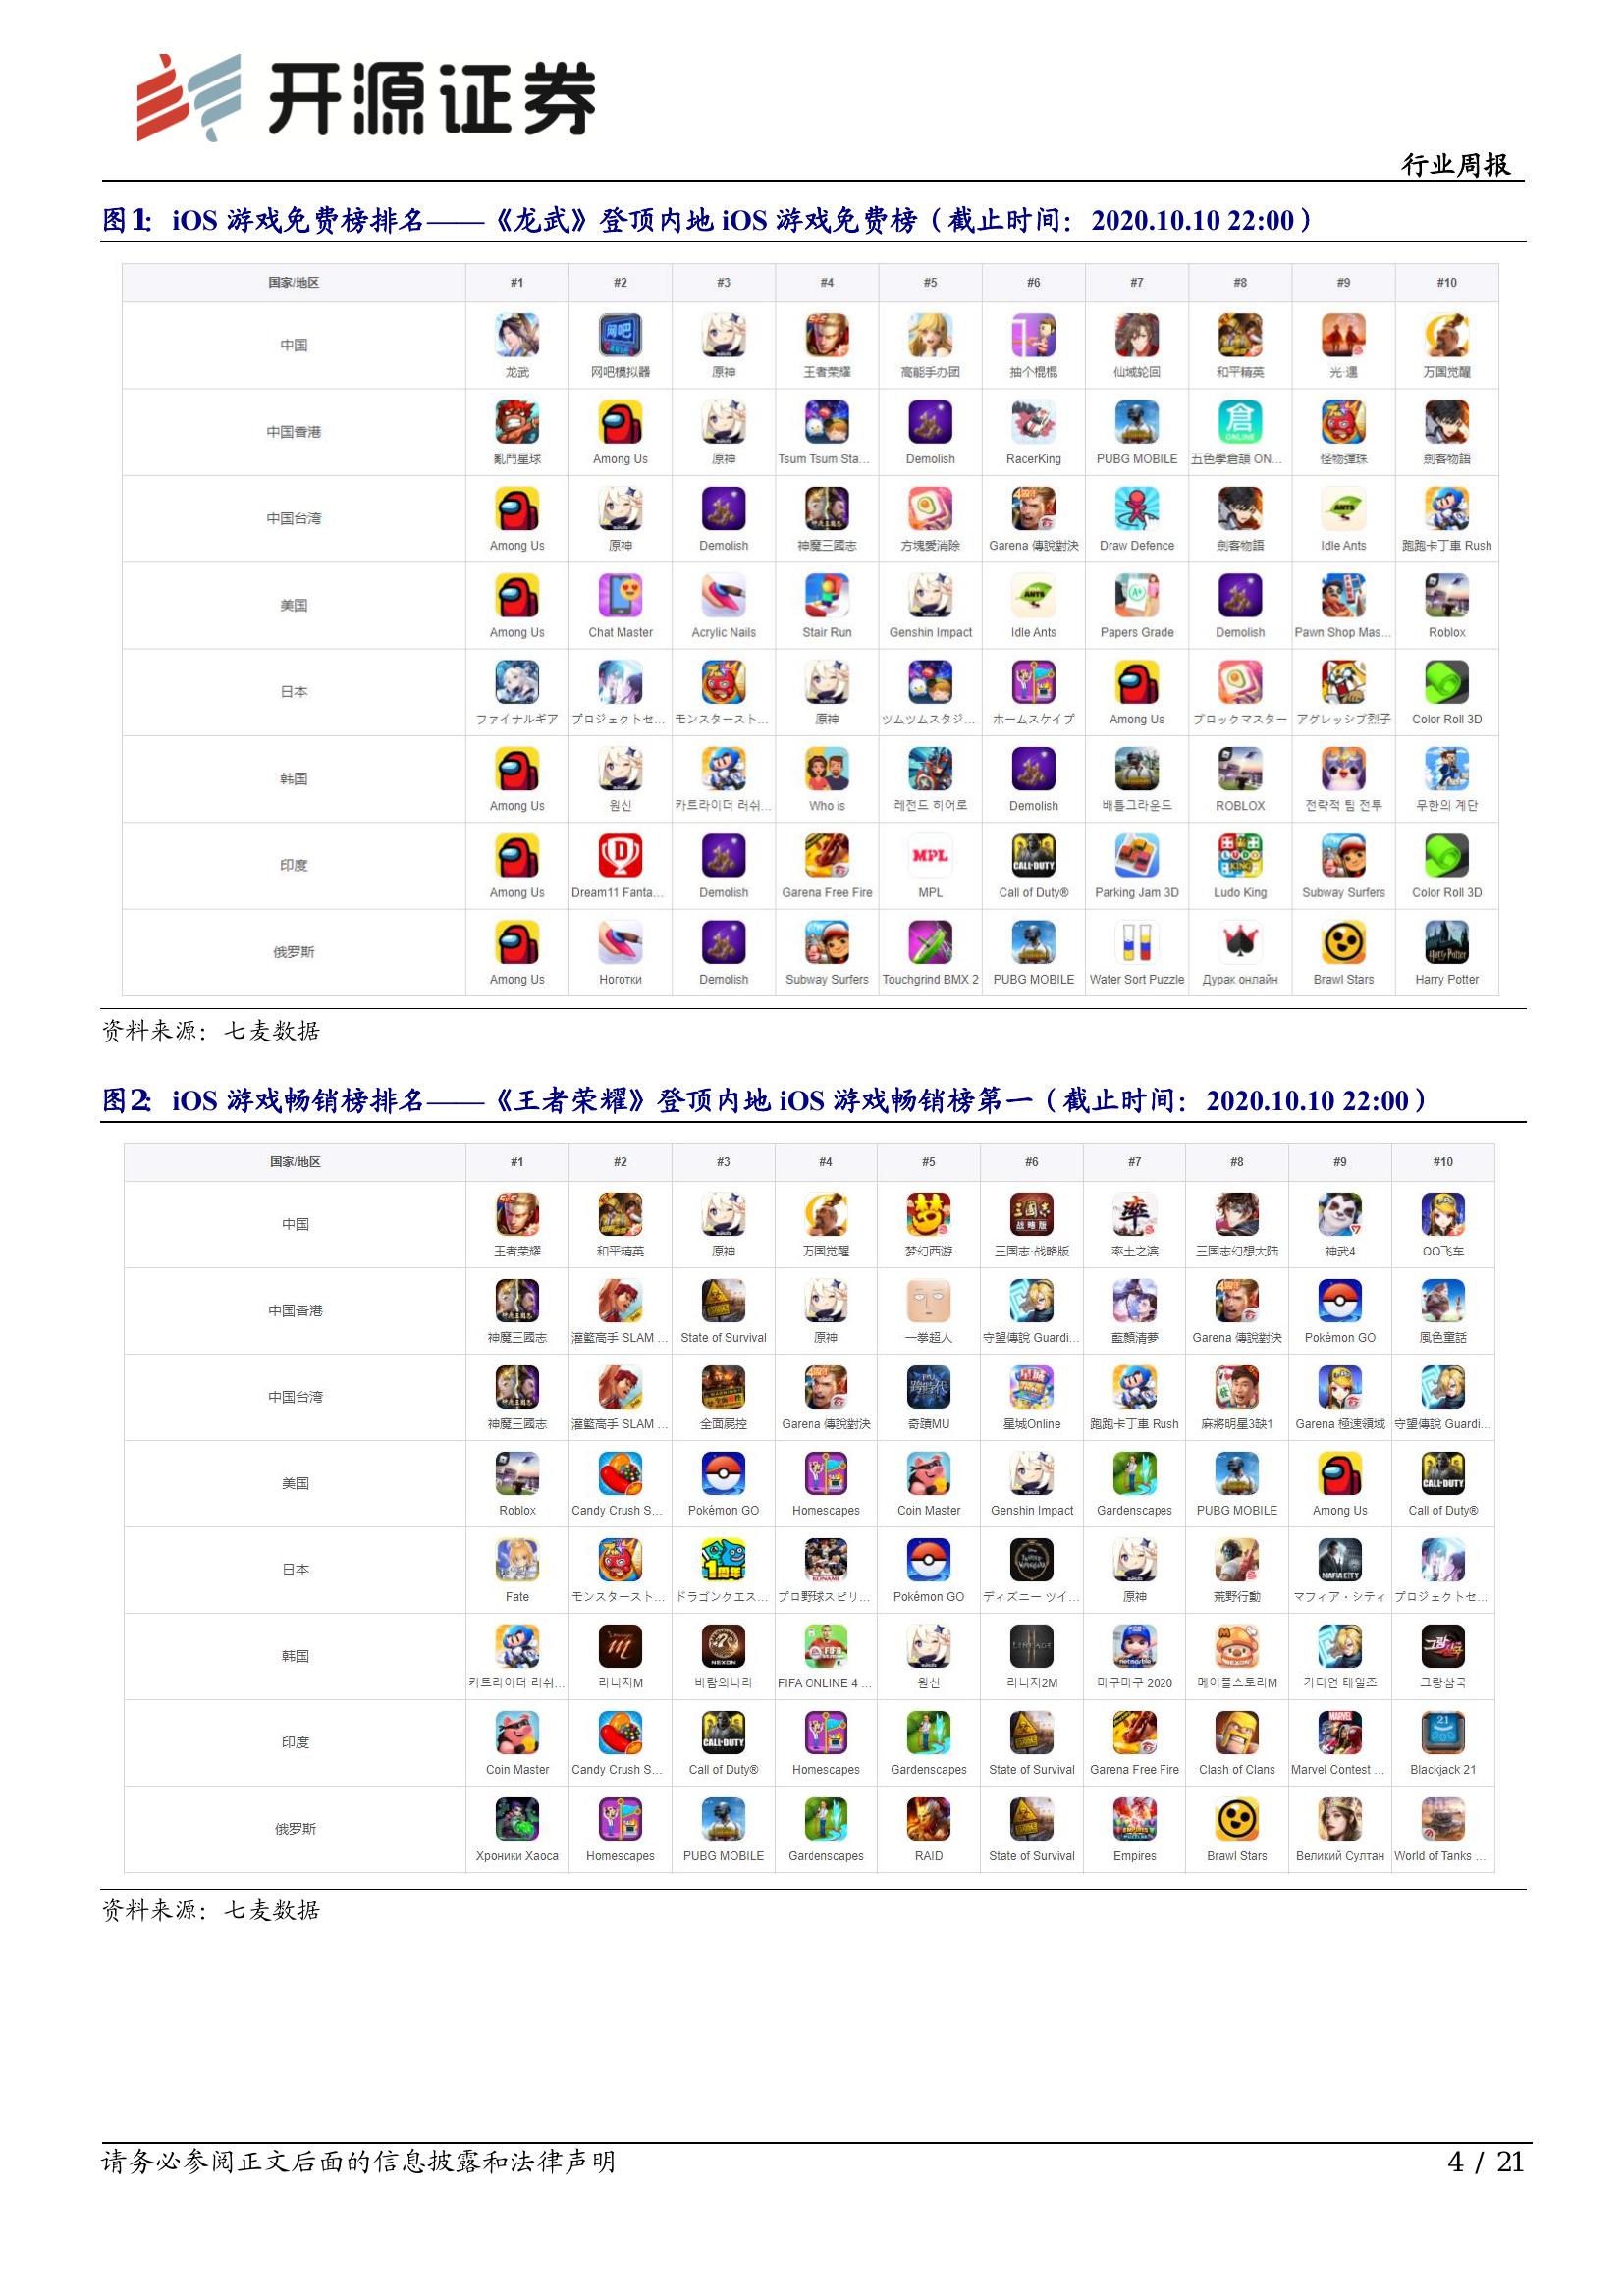 开源证券
行业周报
图1：iOS 游戏免费榜排名——《龙武》登顶内地 iOS 游戏免费榜（截止时间：2020.10.10 22:00）
国家/地区 #1 #2 #3 #4 #5 #6 #7 #8 #9 #10
中国 龙武 网吧模拟器 原神 王者荣耀 高能手办团 抽个棍棍 仙域轮回 和平精英 光·遇 万国觉醒
中国香港 亂鬥星球 Among Us 原神 Tsum Tsum Sta... Demolish RacerKing PUBG MOBILE 五色學倉頡 ON... 怪物彈珠 劍客物語
中国台湾 Among Us 原神 Demolish 神魔三國志 方塊愛消除 Garena 傳說對決 Draw Defence 劍客物語 Idle Ants 跑跑卡丁車 Rush
美国 Among Us Chat Master Acrylic Nails Stair Run Genshin Impact Idle Ants Papers Grade Demolish Pawn Shop Mas... Roblox
日本 ファイナルギア プロジェクトセ... モンスタースト... 原神 ツムツムスタジ... ホームスケイプ Among Us ブロックマスター アグレッシブ烈子 Color Roll 3D
韩国 Among Us 원신 카트라이더 러쉬... Who is 레전드 히어로 Demolish 배틀그라운드 ROBLOX 전략적 팀 전투 무한의 계단
印度 Among Us Dream11 Fanta... Demolish Garena Free Fire MPL Call of Duty® Parking Jam 3D Ludo King Subway Surfers Color Roll 3D
俄罗斯 Among Us Ноготки Demolish Subway Surfers Touchgrind BMX 2 PUBG MOBILE Water Sort Puzzle Дурак онлайн Brawl Stars Harry Potter
资料来源：七麦数据
图2：iOS 游戏畅销榜排名——《王者荣耀》登顶内地 iOS 游戏畅销榜第一（截止时间：2020.10.10 22:00）
国家/地区 #1 #2 #3 #4 #5 #6 #7 #8 #9 #10
中国 王者荣耀 和平精英 原神 万国觉醒 梦幻西游 三国志·战略版 率土之滨 三国志幻想大陆 神武4 QQ飞车
中国香港 神魔三國志 灌籃高手 SLAM ... State of Survival 原神 一拳超人 守望傳說 Guardi... 藍顏清夢 Garena 傳說對決 Pokémon GO 風色童話
中国台湾 神魔三國志 灌籃高手 SLAM ... 全面屍控 Garena 傳說對決 奇蹟MU 星城Online 跑跑卡丁車 Rush 麻將明星3缺1 Garena 極速領域 守望傳說 Guardi...
美国 Roblox Candy Crush S... Pokémon GO Homescapes Coin Master Genshin Impact Gardenscapes PUBG MOBILE Among Us Call of Duty®
日本 Fate モンスタースト... ドラゴンクエス... プロ野球スピリ... Pokémon GO ディズニー ツイ... 原神 荒野行動 マフィア・シティ プロジェクトセ...
韩国 카트라이더 러쉬... 리니지M 바람의나라 FIFA ONLINE 4 ... 원신 리니지2M 마구마구 2020 메이플스토리M 가디언 테일즈 그랑삼국
印度 Coin Master Candy Crush S... Call of Duty® Homescapes Gardenscapes State of Survival Garena Free Fire Clash of Clans Marvel Contest ... Blackjack 21
俄罗斯 Хроники Хаоса Homescapes PUBG MOBILE Gardenscapes RAID State of Survival Empires Brawl Stars Великий Султан World of Tanks ...
资料来源：七麦数据
请务必参阅正文后面的信息披露和法律声明
4 / 21